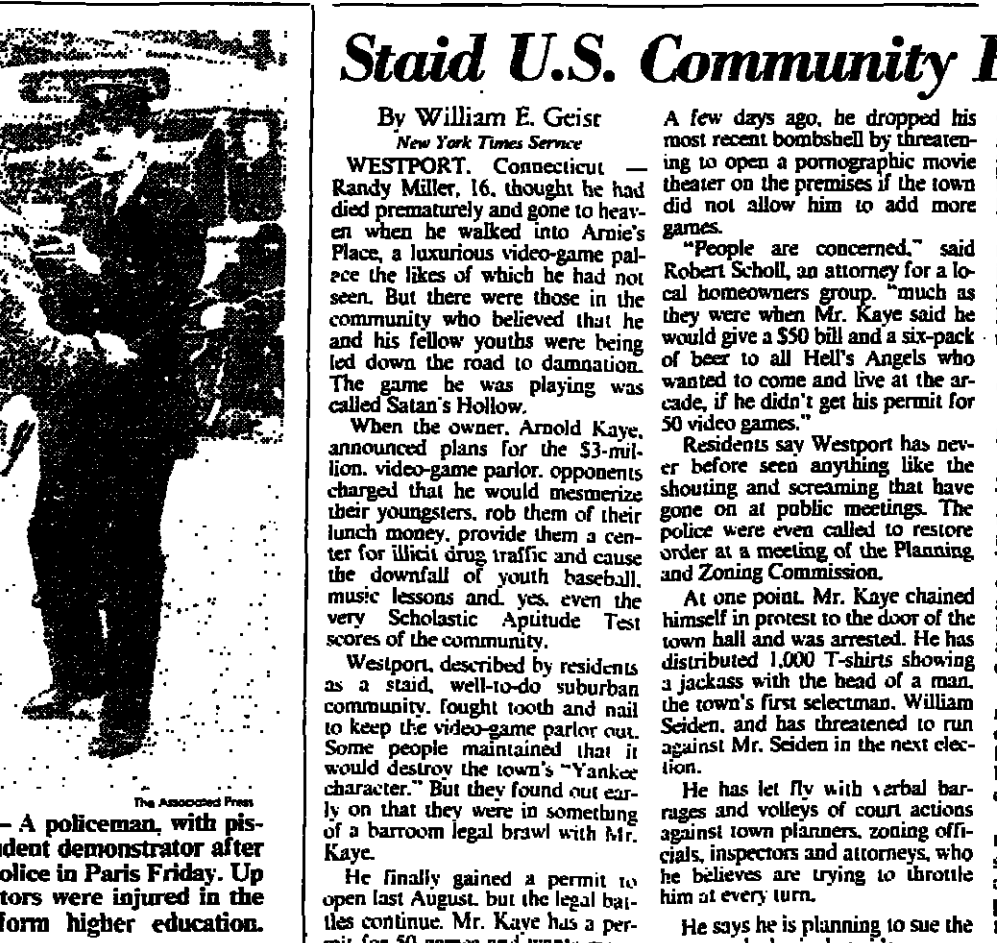 Staid U.S. Community
By William E. Geist
New York Times Service
WESTPORT, Connecticut —
Randy Miller, 16, thought he had
died prematurely and gone to heav-
en when he walked into Arnie's
Place, a luxurious video-game pal-
ace the likes of which he had not
seen. But there were those in the
community who believed that he
and his fellow youths were being
led down the road to damnation.
The game he was playing was
called Satan's Hollow.
When the owner, Arnold Kaye,
announced plans for the $3-mil-
lion, video-game parlor, opponents
charged that he would mesmerize
their youngsters, rob them of their
lunch money, provide them a cen-
ter for illicit drug traffic and cause
the downfall of youth baseball,
music lessons and, yes, even the
very Scholastic Aptitude Test
scores of the community.
Westport, described by residents
as a staid, well-to-do suburban
community, fought tooth and nail
to keep the video-game parlor out.
Some people maintained that it
would destroy the town's "Yankee
character." But they found out ear-
ly on that they were in something
of a barroom legal brawl with Mr.
Kaye.
He finally gained a permit to
open last August, but the legal bat-
tles continue. Mr. Kaye has a per-
mit for 50 games and wants
A few days ago, he dropped his
most recent bombshell by threaten-
ing to open a pornographic movie
theater on the premises if the town
did not allow him to add more
games.
"People are concerned," said
Robert Scholl, an attorney for a lo-
cal homeowners group, "much as
they were when Mr. Kaye said he
would give a $50 bill and a six-pack
of beer to all Hell's Angels who
wanted to come and live at the ar-
cade, if he didn't get his permit for
50 video games."
Residents say Westport has nev-
er before seen anything like the
shouting and screaming that have
gone on at public meetings. The
police were even called to restore
order at a meeting of the Planning
and Zoning Commission.
At one point, Mr. Kaye chained
himself in protest to the door of the
town hall and was arrested. He has
distributed 1,000 T-shirts showing
a jackass with the head of a man,
the town's first selectman, William
Seiden, and has threatened to run
against Mr. Seiden in the next elec-
tion.
He has let fly with verbal bar-
rages and volleys of court actions
against town planners, zoning offi-
cials, inspectors and attorneys, who
he believes are trying to throttle
him at every turn.
He says he is planning to sue the
The Associated Press
— A policeman, with pis-
udent demonstrator after
olice in Paris Friday. Up
tors were injured in the
form higher education.